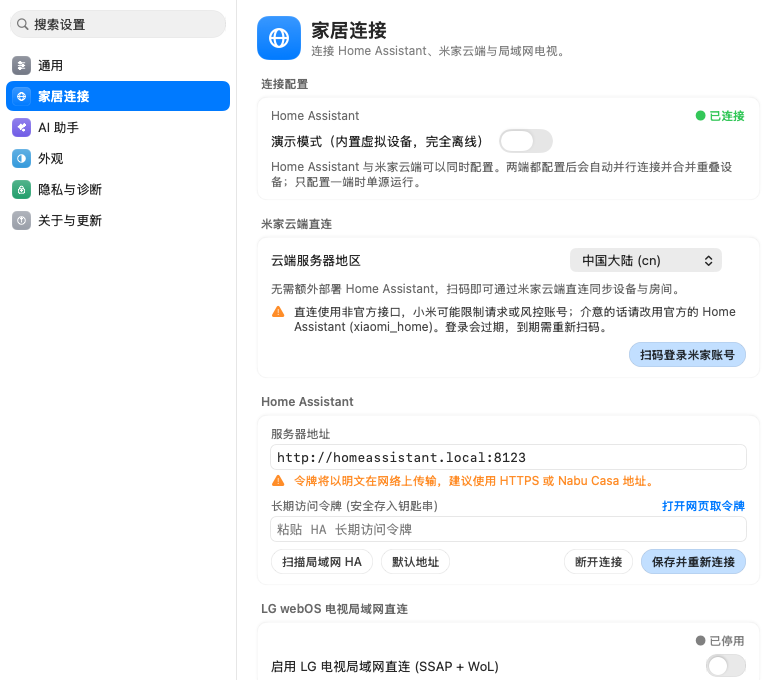 搜索设置
通用
家居连接
AI 助手
外观
隐私与诊断
关于与更新
家居连接
连接 Home Assistant、米家云端与局域网电视。
连接配置
Home Assistant
已连接
演示模式（内置虚拟设备，完全离线）
Home Assistant 与米家云端可以同时配置。两端都配置后会自动并行连接并合并重叠设
备；只配置一端时单源运行。
米家云端直连
云端服务器地区
中国大陆 (cn)
无需额外部署 Home Assistant，扫码即可通过米家云端直连同步设备与房间。
直连使用非官方接口，小米可能限制请求或风控账号；介意的话请改用官方的 Home
Assistant (xiaomi_home)。登录会过期，到期需重新扫码。
扫码登录米家账号
Home Assistant
服务器地址
http://homeassistant.local:8123
令牌将以明文在网络上传输，建议使用 HTTPS 或 Nabu Casa 地址。
长期访问令牌 (安全存入钥匙串)
打开网页取令牌
粘贴 HA 长期访问令牌
扫描局域网 HA
默认地址
断开连接
保存并重新连接
LG webOS 电视局域网直连
已停用
启用 LG 电视局域网直连 (SSAP + WoL)